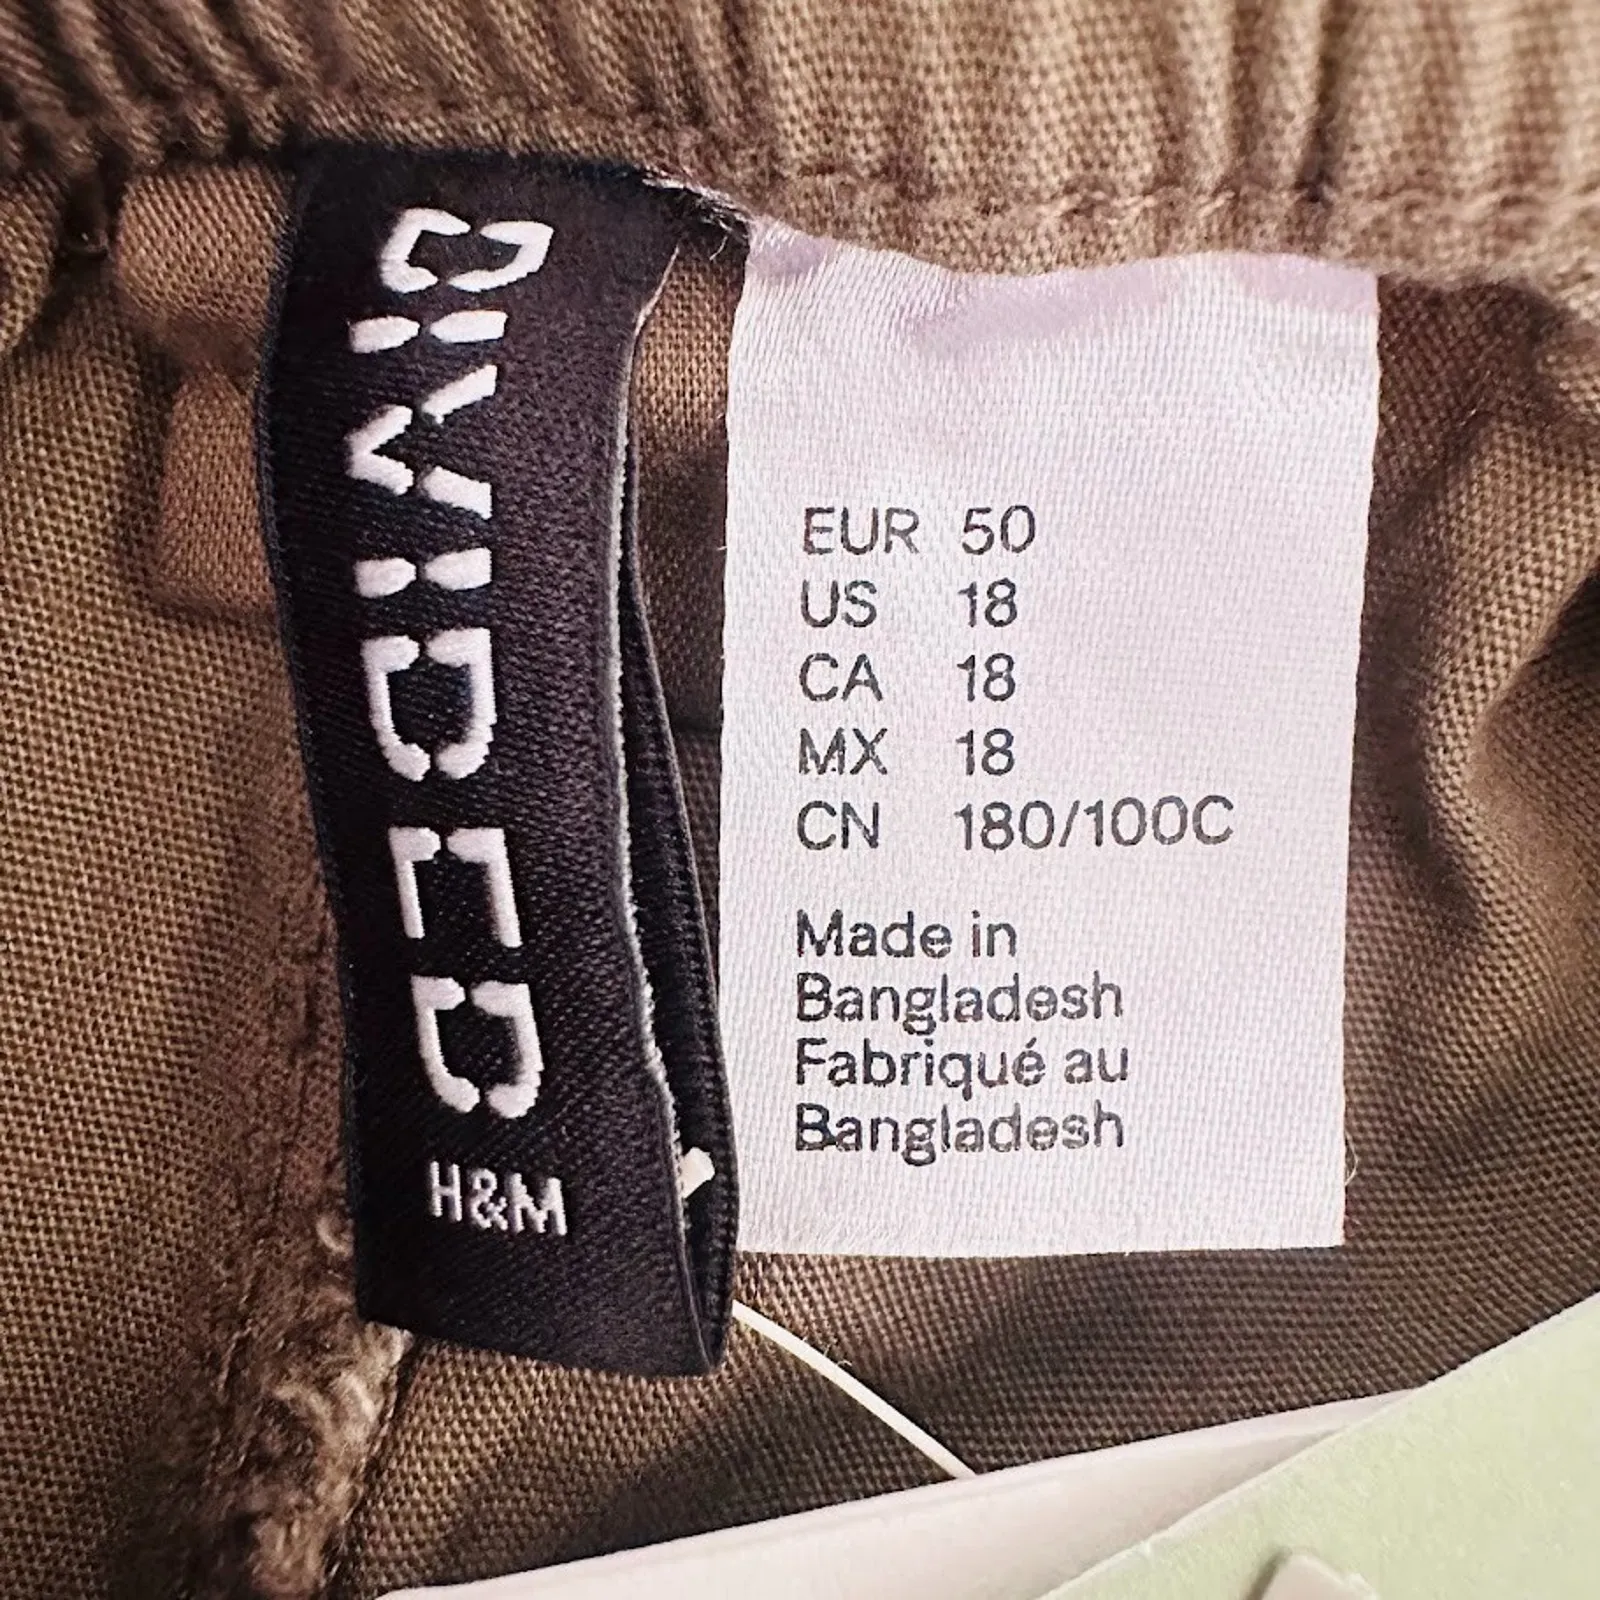 DIVIDED
H&M
EUR 50
US 18
CA 18
MX 18
CN 180/100C
Made in
Bangladesh
Fabriqué au
Bangladesh